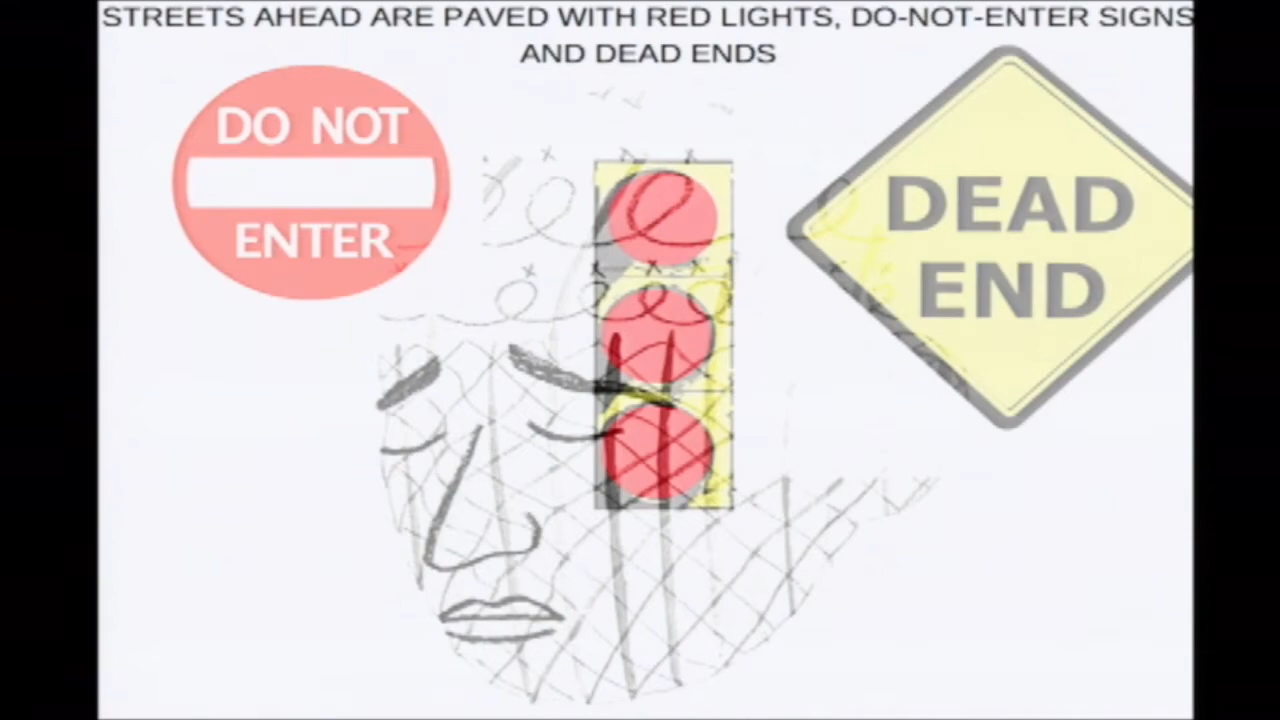 STREETS AHEAD ARE PAVED WITH RED LIGHTS, DO-NOT-ENTER SIGNS
AND DEAD ENDS
DO NOT
ENTER
DEAD
END